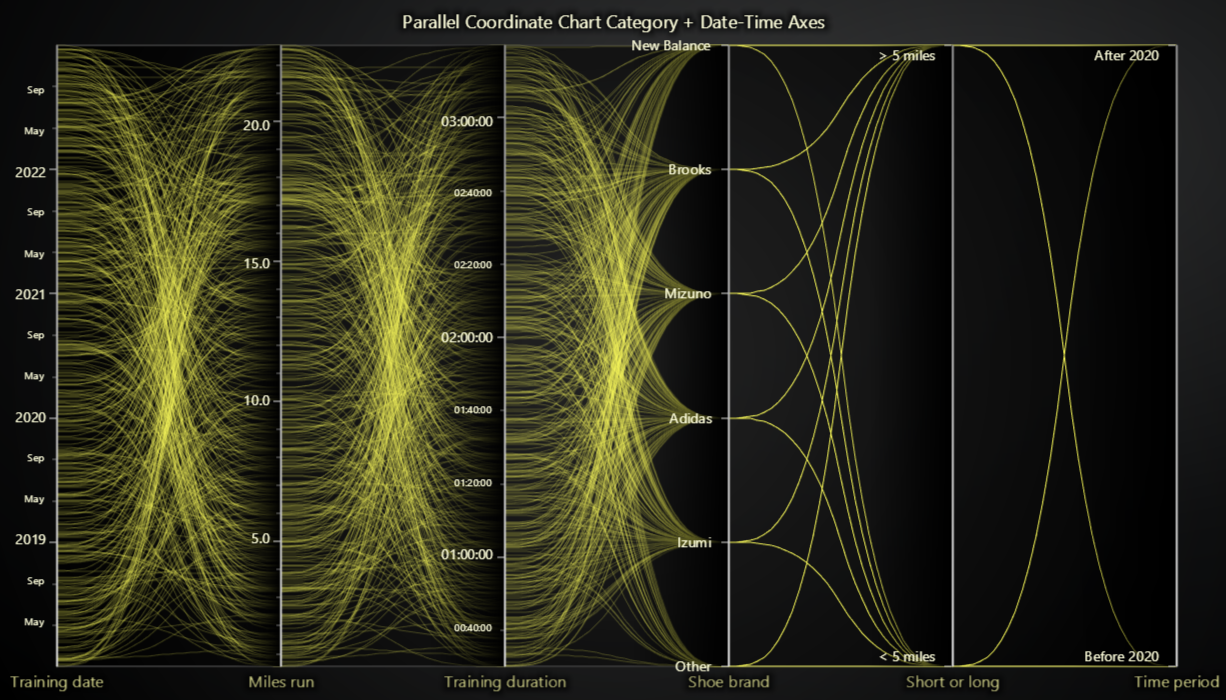 Parallel Coordinate Chart Category + Date-Time Axes
Sep
May
2022
Sep
May
2021
Sep
May
2020
Sep
May
2019
Sep
May
20.0
15.0
10.0
5.0
03:00:00
02:40:00
02:20:00
02:00:00
01:40:00
01:20:00
01:00:00
00:40:00
New Balance
Brooks
Mizuno
Adidas
Izumi
Other
> 5 miles
< 5 miles
After 2020
Before 2020
Training date
Miles run
Training duration
Shoe brand
Short or long
Time period